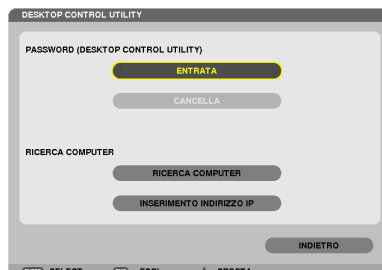 DESKTOP CONTROL UTILITY
PASSWORD (DESKTOP CONTROL UTILITY)
ENTRATA
CANCELLA
RICERCA COMPUTER
RICERCA COMPUTER
INSERIMENTO INDIRIZZO IP
INDIETRO